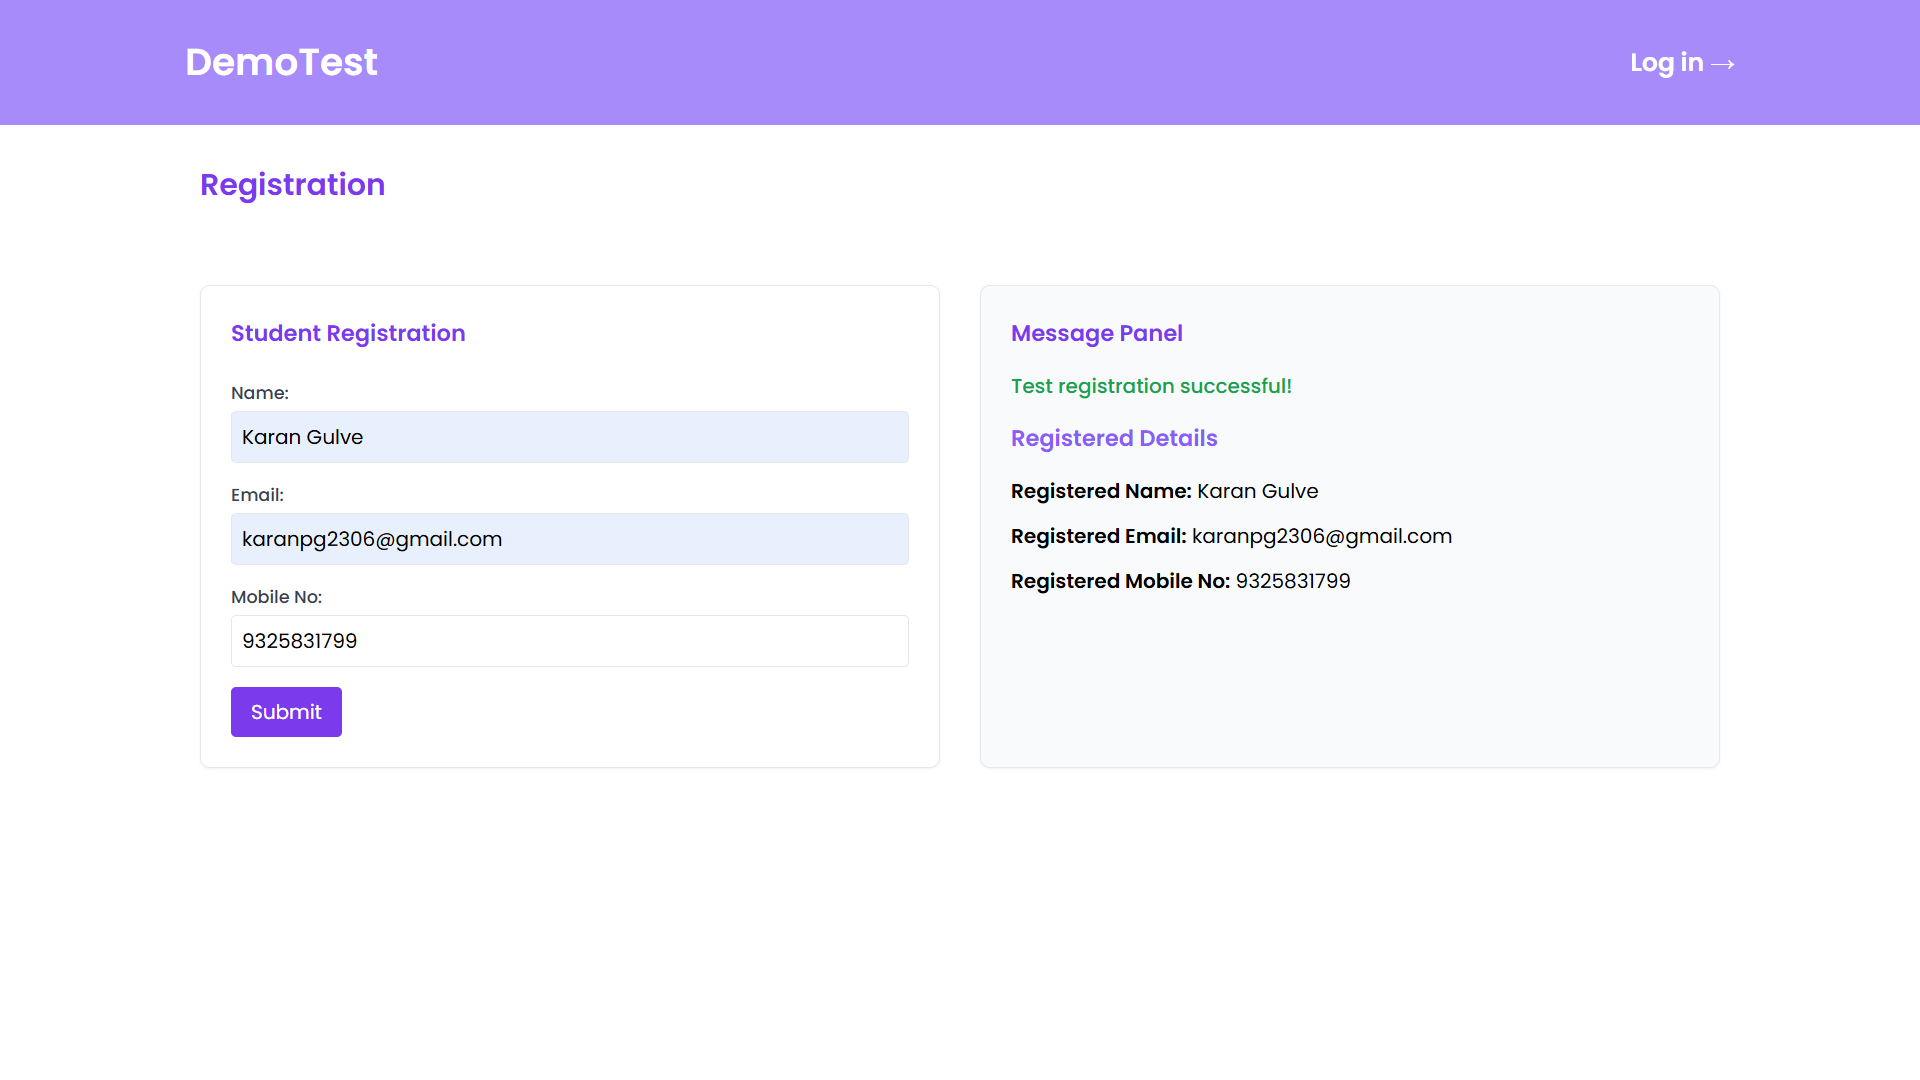 DemoTest
Log in →
Registration
Student Registration
Name:
Karan Gulve
Email:
karanpg2306@gmail.com
Mobile No:
9325831799
Submit
Message Panel
Test registration successful!
Registered Details
Registered Name: Karan Gulve
Registered Email: karanpg2306@gmail.com
Registered Mobile No: 9325831799